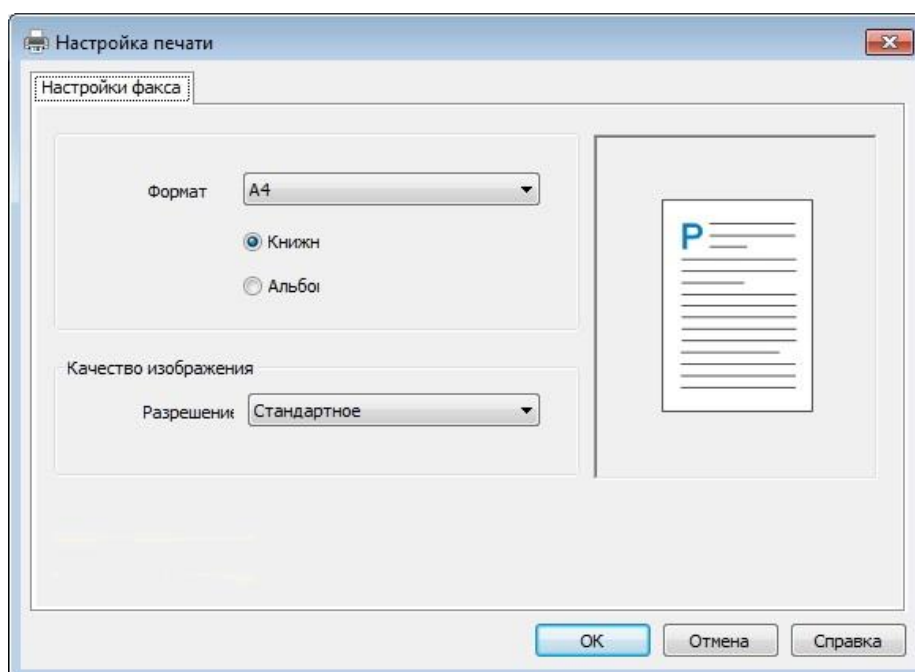 Настройка печати
Настройки факса
Формат
A4
Книжн
Альбо
P
Качество изображения
Разрешение
Стандартное
OK
Отмена
Справка